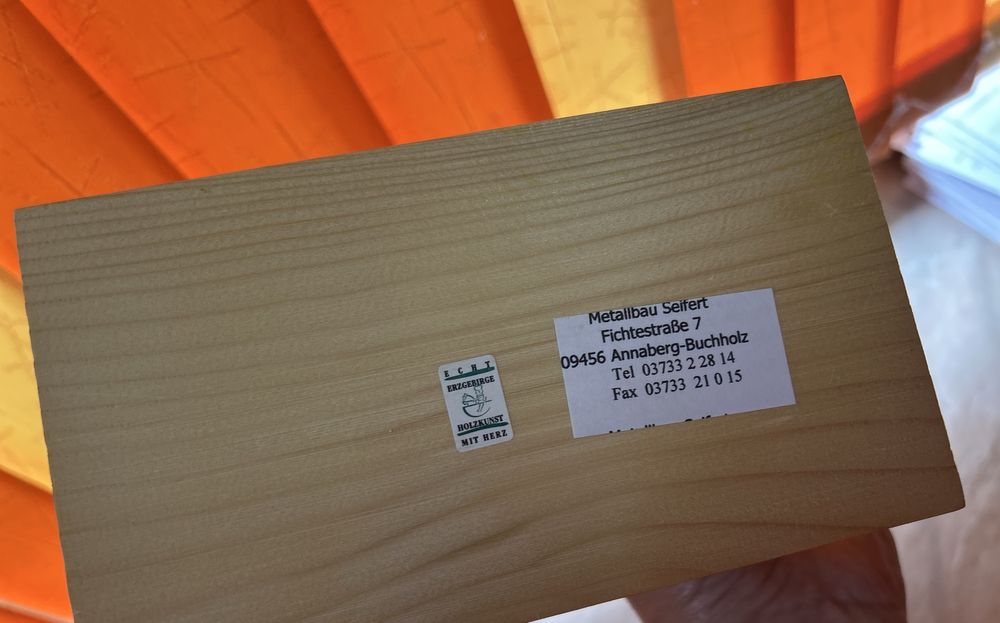 ECHT
ERZGEBIRGE
HOLZKUNST
MIT HERZ
Metallbau Seifert
Fichtestraße 7
09456 Annaberg-Buchholz
Tel 03733 2 28 14
Fax 03733 21 0 15